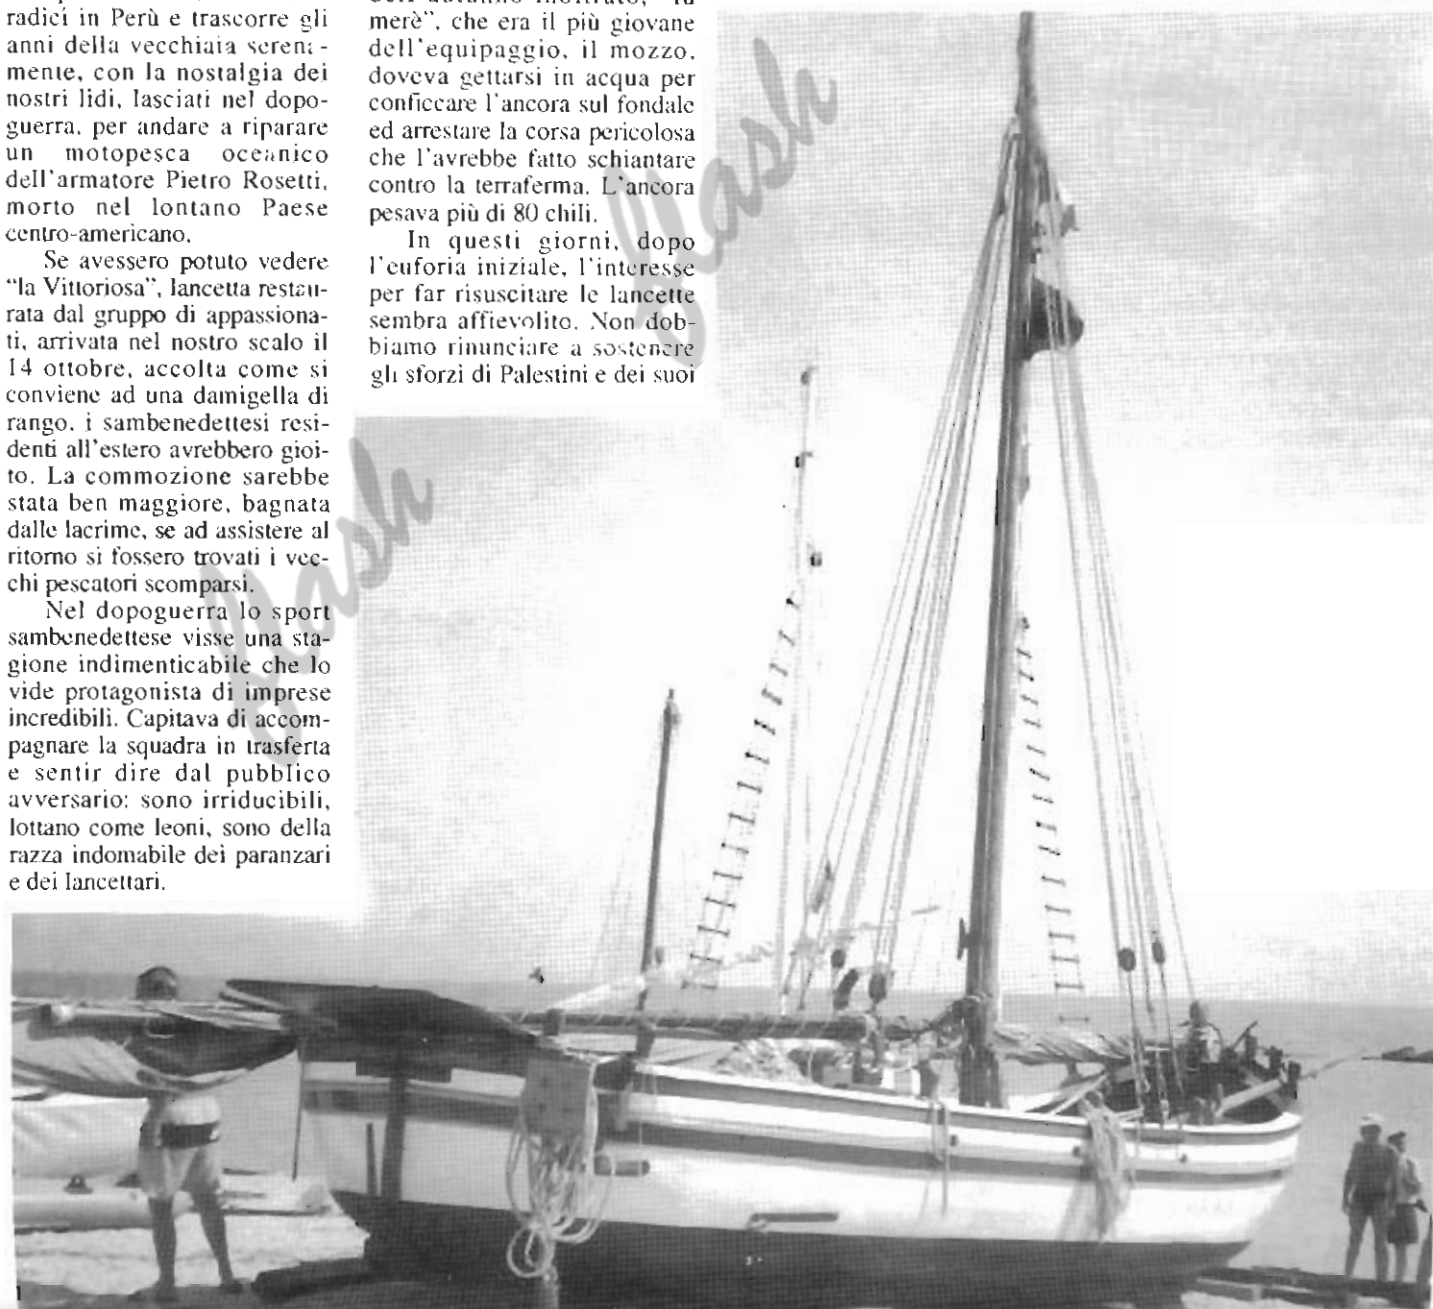 radici in Perù e trascorre gli
anni della vecchiaia serena-
mente, con la nostalgia dei
nostri lidi, lasciati nel dopo-
guerra, per andare a riparare
un motopesca oceanico
dell'armatore Pietro Rosetti,
morto nel lontano Paese
centro-americano.
Se avessero potuto vedere
“la Vittoriosa”, lancetta restau-
rata dal gruppo di appassiona-
ti, arrivata nel nostro scalo il
14 ottobre, accolta come si
conviene ad una damigella di
rango, i sambenedettesi resi-
denti all'estero avrebbero gioi-
to. La commozione sarebbe
stata ben maggiore, bagnata
dalle lacrime, se ad assistere al
ritorno si fossero trovati i vec-
chi pescatori scomparsi.
Nel dopoguerra lo sport
sambenedettese visse una sta-
gione indimenticabile che lo
vide protagonista di imprese
incredibili. Capitava di accom-
pagnare la squadra in trasferta
e sentir dire dal pubblico
avversario: sono irriducibili,
lottano come leoni, sono della
razza indomabile dei paranzari
e dei lancettari.
merè”, che era il più giovane
dell'equipaggio, il mozzo,
doveva gettarsi in acqua per
conficcare l'ancora sul fondale
ed arrestare la corsa pericolosa
che l'avrebbe fatto schiantare
contro la terraferma. L'ancora
pesava più di 80 chili.
In questi giorni, dopo
l'euforia iniziale, l'interesse
per far risuscitare le lancette
sembra affievolito. Non dob-
biamo rinunciare a sostenere
gli sforzi di Palestini e dei suoi
flash
flash